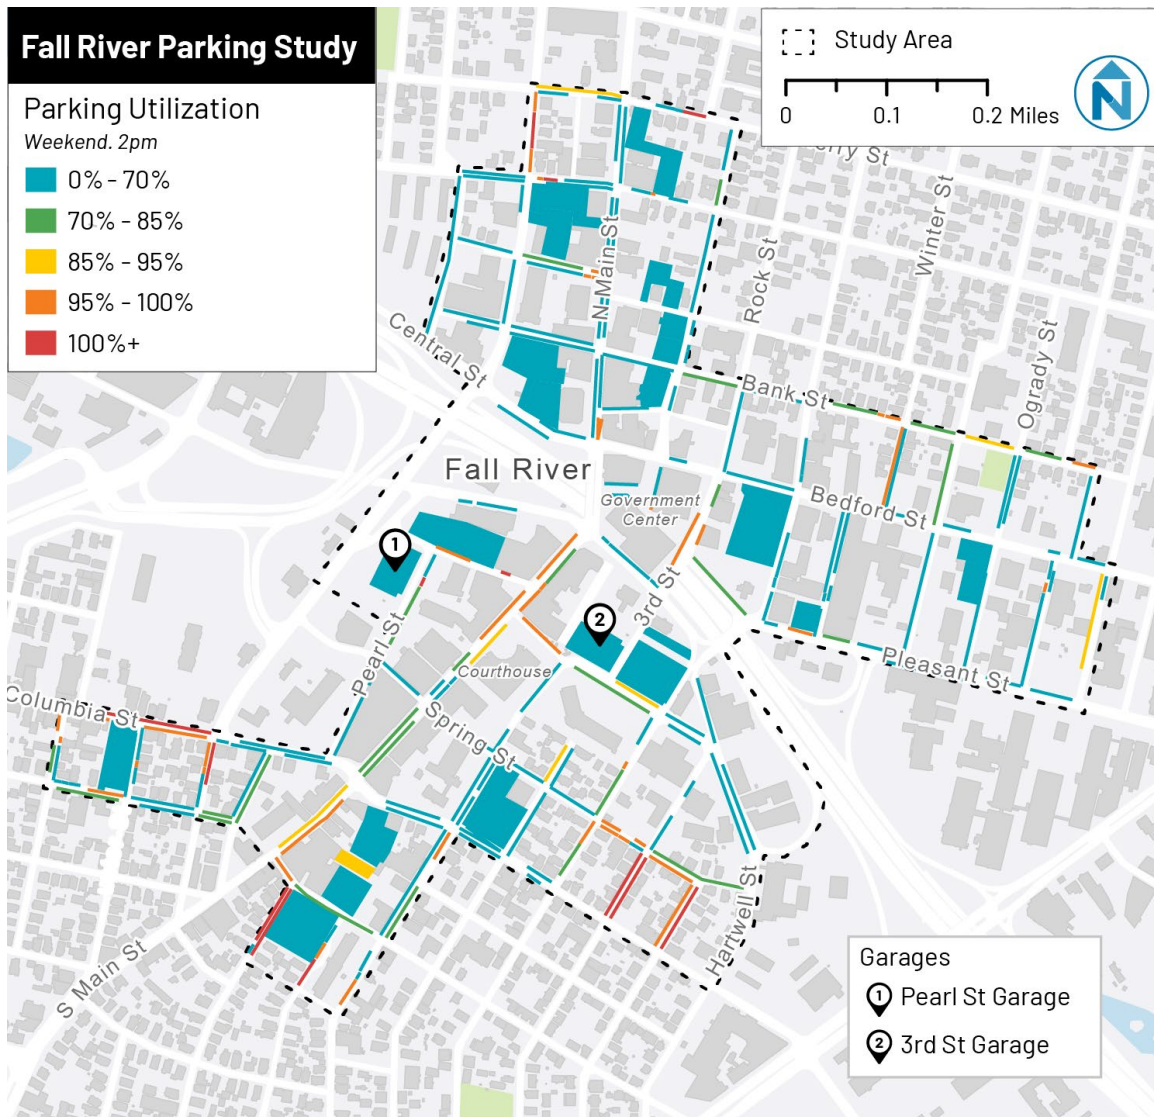 Fall River Parking Study
Parking Utilization
Weekend. 2pm
0% - 70%
70% - 85%
85% - 95%
95% - 100%
100%+
Study Area
0 0.1 0.2 Miles
N
Winter St
Rock St
N Main St
Central St
Ogrady St
Bank St
Fall River
Government
Center
Bedford St
1
2
3rd St
Pearl St
Courthouse
Pleasant St
Columbia St
Spring St
Hartwell St
S Main St
Garages
1 Pearl St Garage
2 3rd St Garage